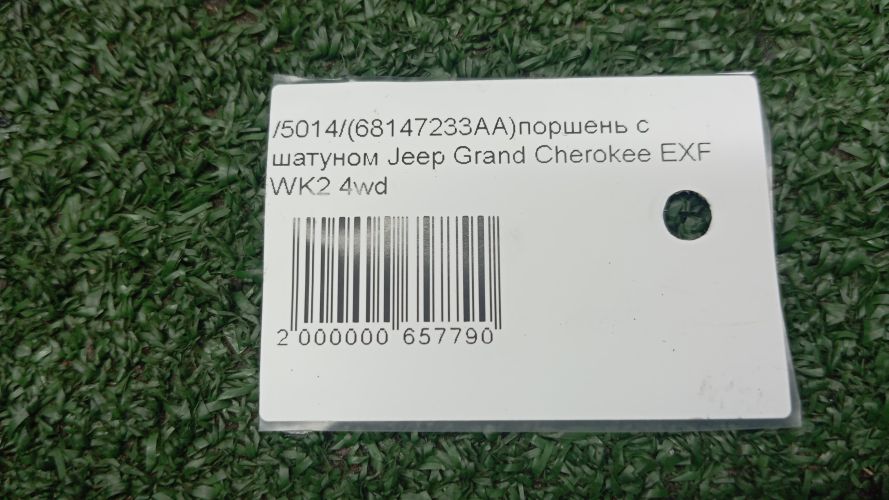 /5014/(68147233AA)поршень с
шатуном Jeep Grand Cherokee EXF
WK2 4wd
2 000000 657790